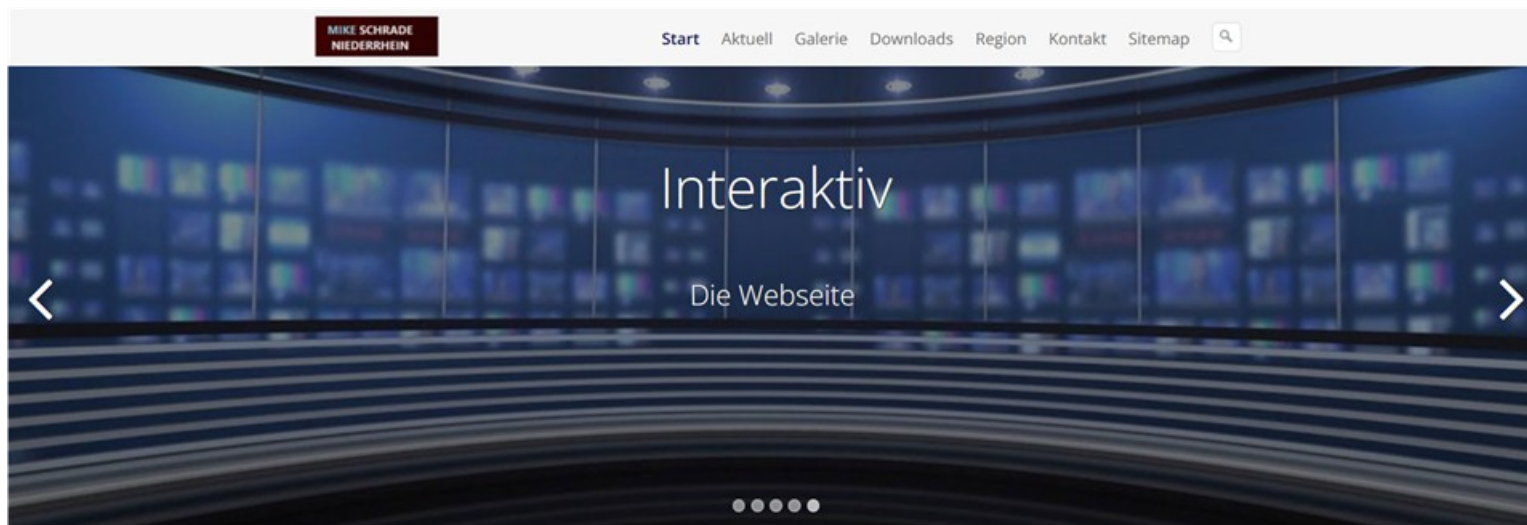 MIKE SCHRADE
NIEDERRHEIN
Start Aktuell Galerie Downloads Region Kontakt Sitemap
Interaktiv
Die Webseite